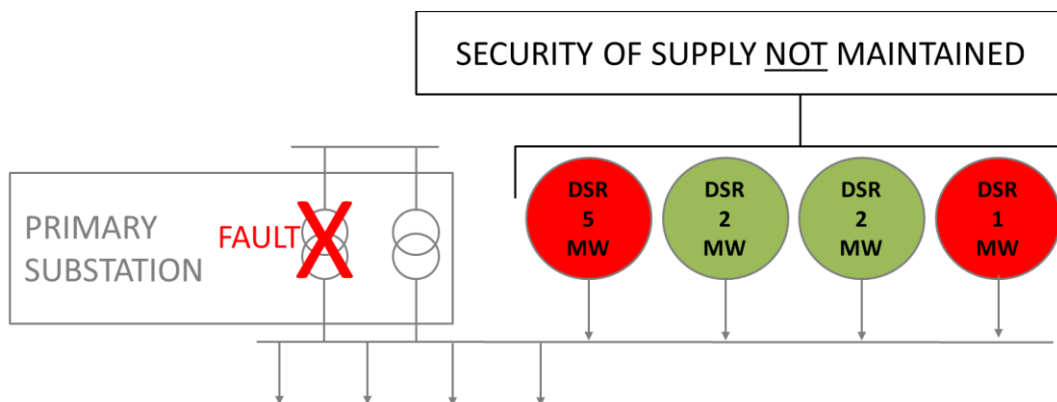 SECURITY OF SUPPLY NOT MAINTAINED
PRIMARY
SUBSTATION
FAULT
DSR
5
MW
DSR
2
MW
DSR
2
MW
DSR
1
MW